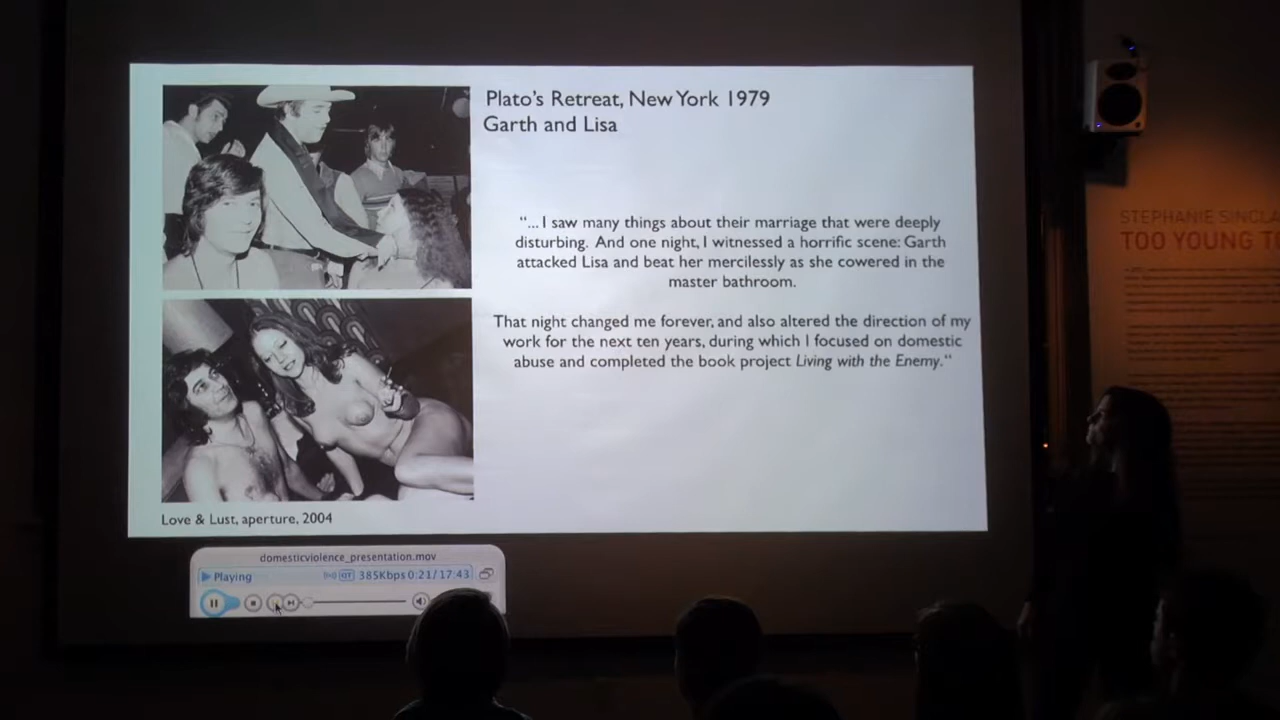 Plato's Retreat, New York 1979
Garth and Lisa
"... I saw many things about their marriage that were deeply
disturbing. And one night, I witnessed a horrific scene: Garth
attacked Lisa and beat her mercilessly as she cowered in the
master bathroom.
That night changed me forever, and also altered the direction of my
work for the next ten years, during which I focused on domestic
abuse and completed the book project Living with the Enemy."
Love & Lust, aperture, 2004
domesticviolence_presentation.mov
Playing
385Kbps 0:21/17:43
STEPHANIE
TOO YOUNG